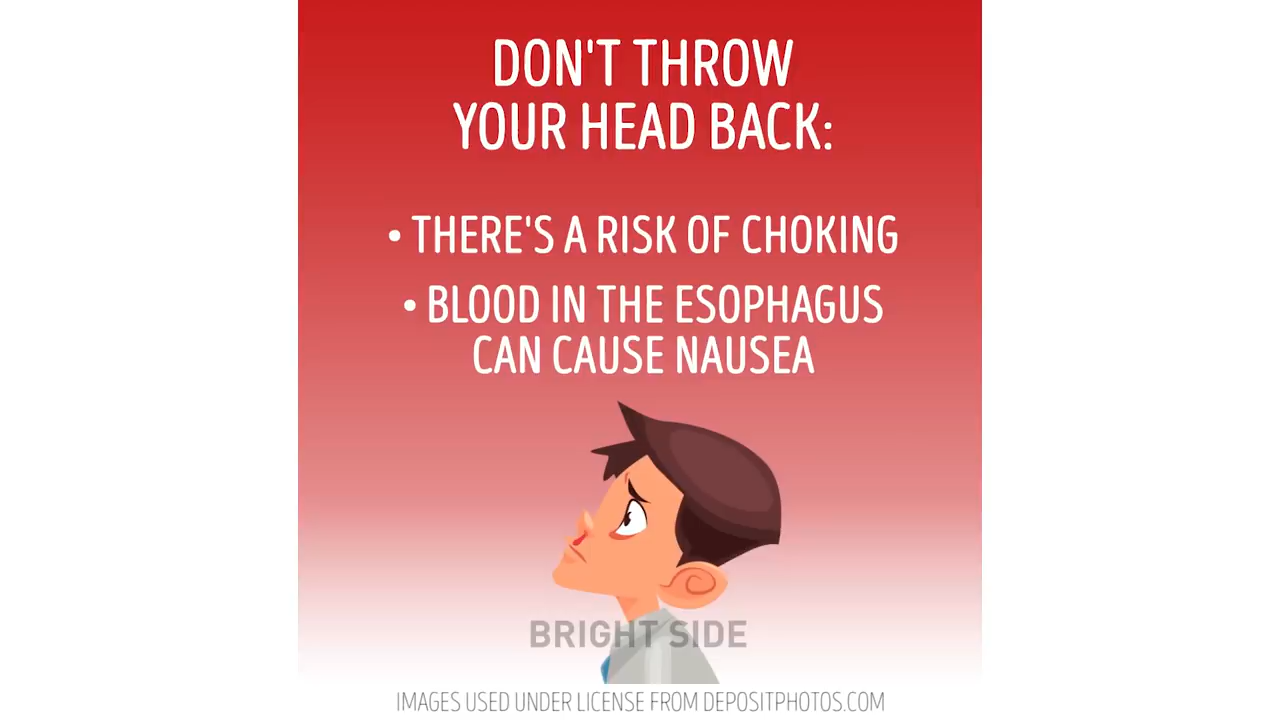 DON'T THROW
YOUR HEAD BACK:
• THERE'S A RISK OF CHOKING
• BLOOD IN THE ESOPHAGUS
CAN CAUSE NAUSEA
BRIGHT SIDE
IMAGES USED UNDER LICENSE FROM DEPOSITPHOTOS.COM